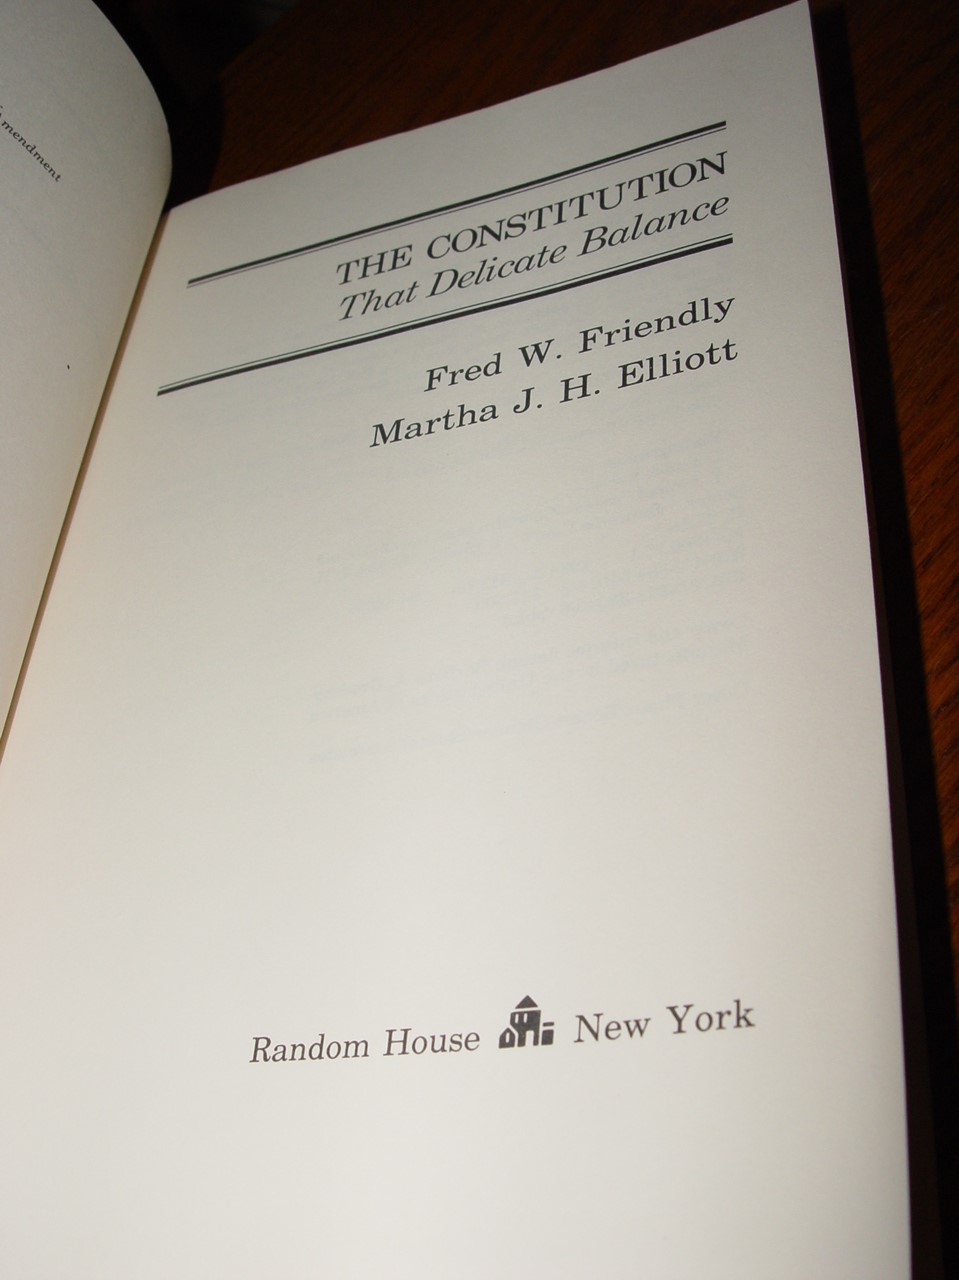 mendment
THE CONSTITUTION
That Delicate Balance
Fred W. Friendly
Martha J. H. Elliott
Random House New York